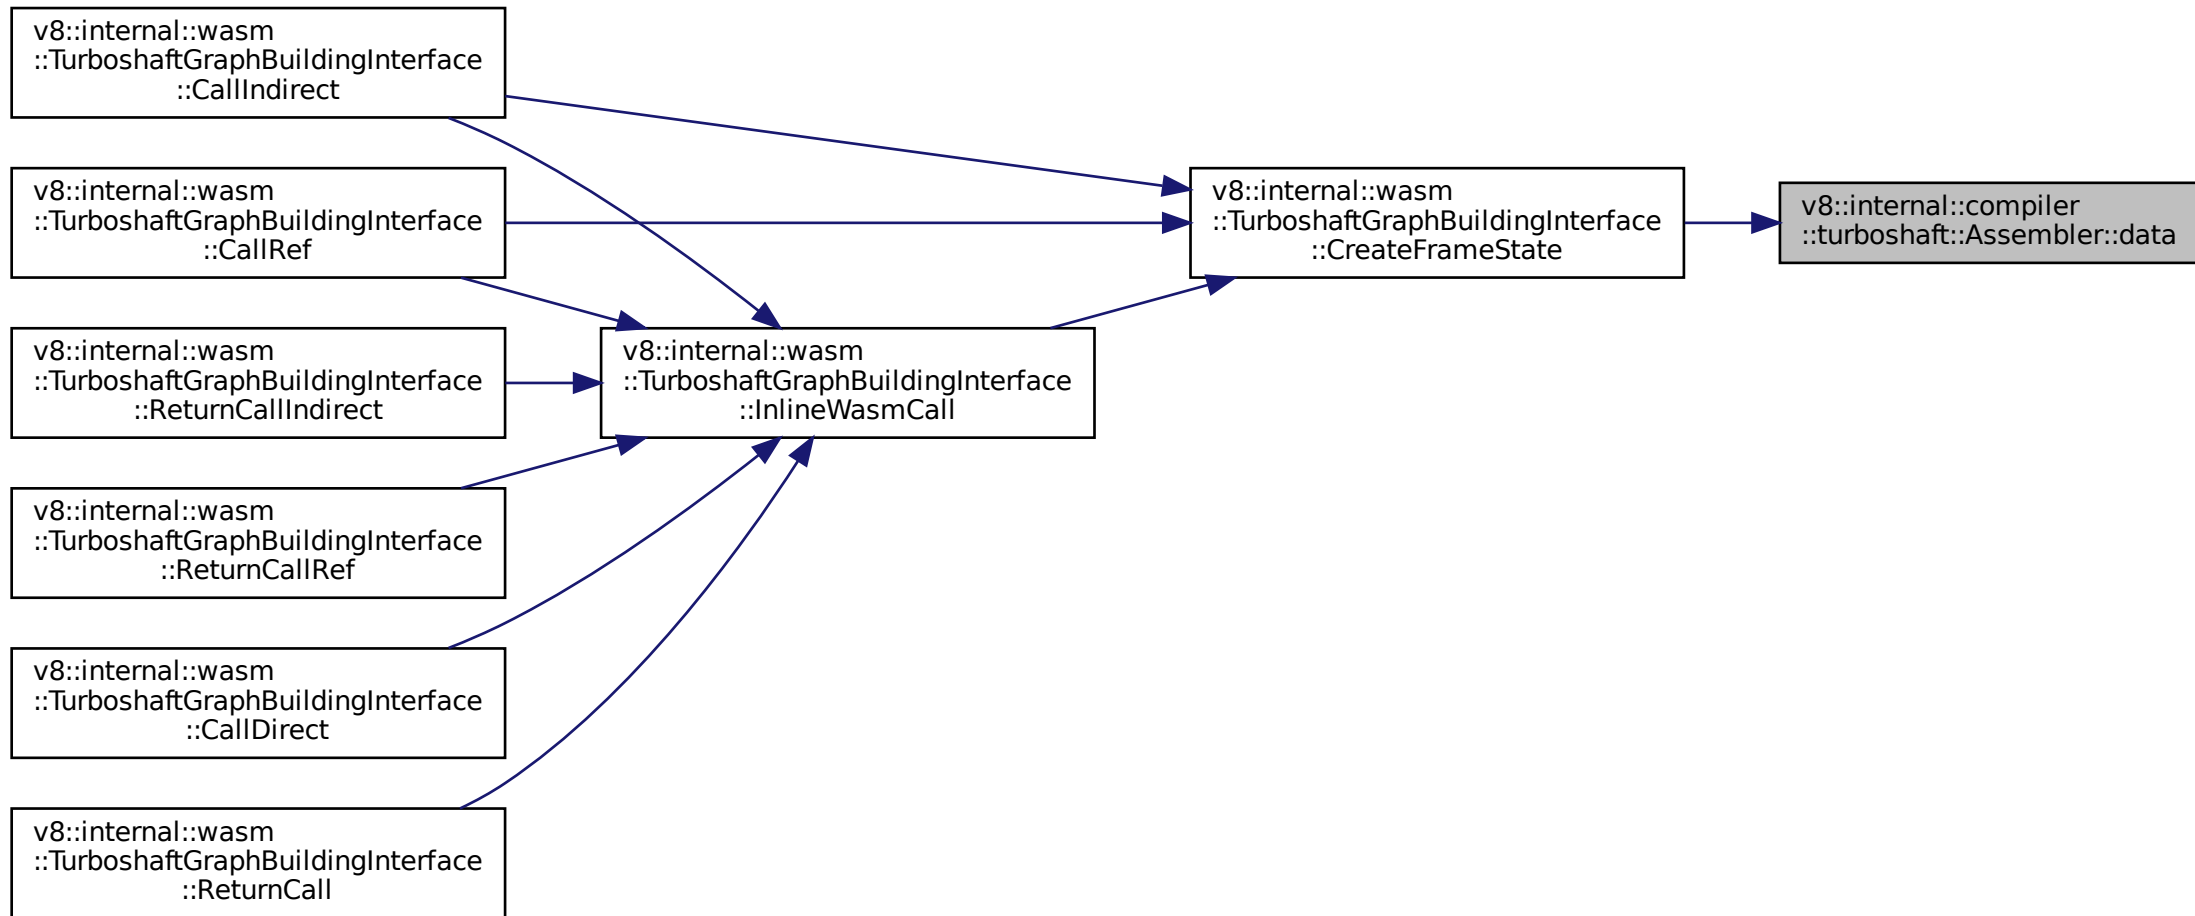 v8::internal::wasm
::TurboshaftGraphBuildingInterface
::CallIndirect
v8::internal::wasm
::TurboshaftGraphBuildingInterface
::CallRef
v8::internal::wasm
::TurboshaftGraphBuildingInterface
::ReturnCallIndirect
v8::internal::wasm
::TurboshaftGraphBuildingInterface
::ReturnCallRef
v8::internal::wasm
::TurboshaftGraphBuildingInterface
::CallDirect
v8::internal::wasm
::TurboshaftGraphBuildingInterface
::ReturnCall
v8::internal::wasm
::TurboshaftGraphBuildingInterface
::InlineWasmCall
v8::internal::wasm
::TurboshaftGraphBuildingInterface
::CreateFrameState
v8::internal::compiler
::turboshaft::Assembler::data